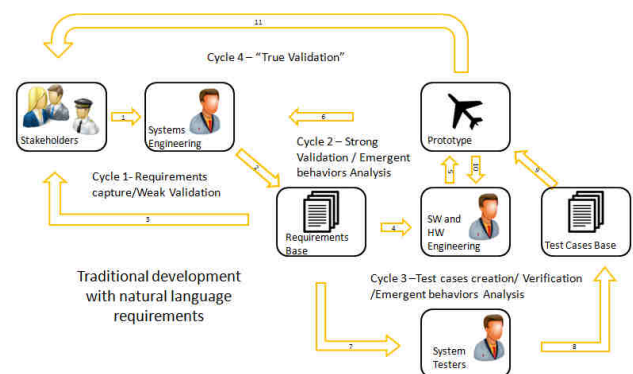 11
Cycle 4 – “True Validation”
1
Stakeholders
Systems
Engineering
6
Prototype
Cycle 2 – Strong
Validation / Emergent
behaviors Analysis
2
Cycle 1- Requirements
capture/Weak Validation
5
10
9
3
4
Requirements
Base
SW and
HW
Engineering
Test Cases Base
Traditional development
with natural language
requirements
Cycle 3 –Test cases creation/ Verification
/Emergent behaviors Analysis
7
8
System
Testers